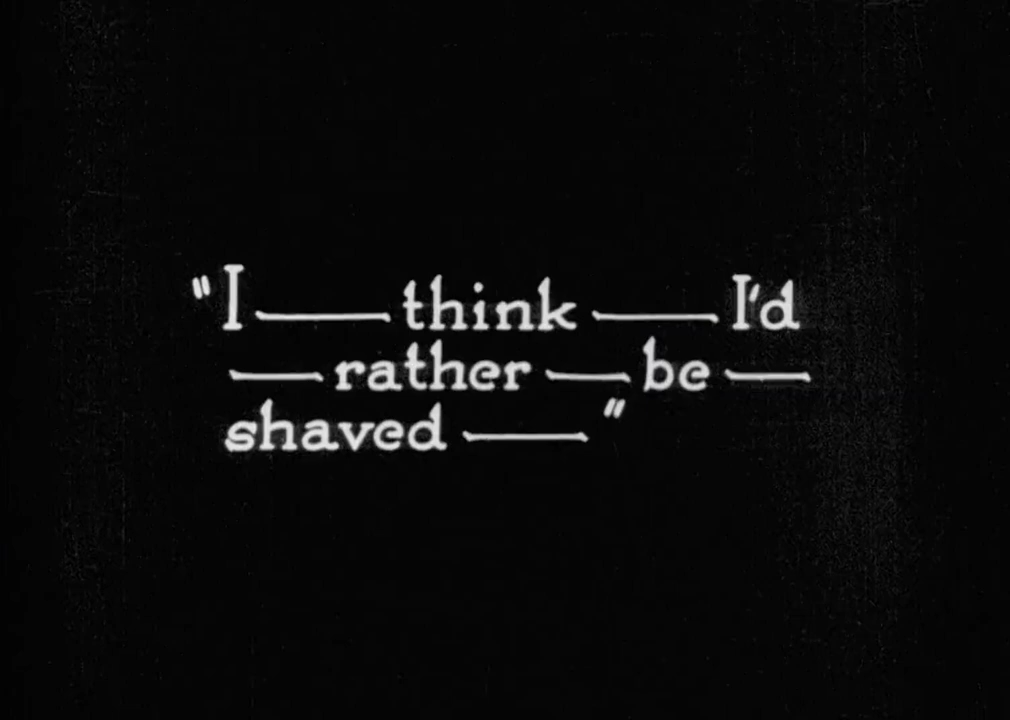 "I —— think —— I'd
—— rather —— be ——
shaved ——"